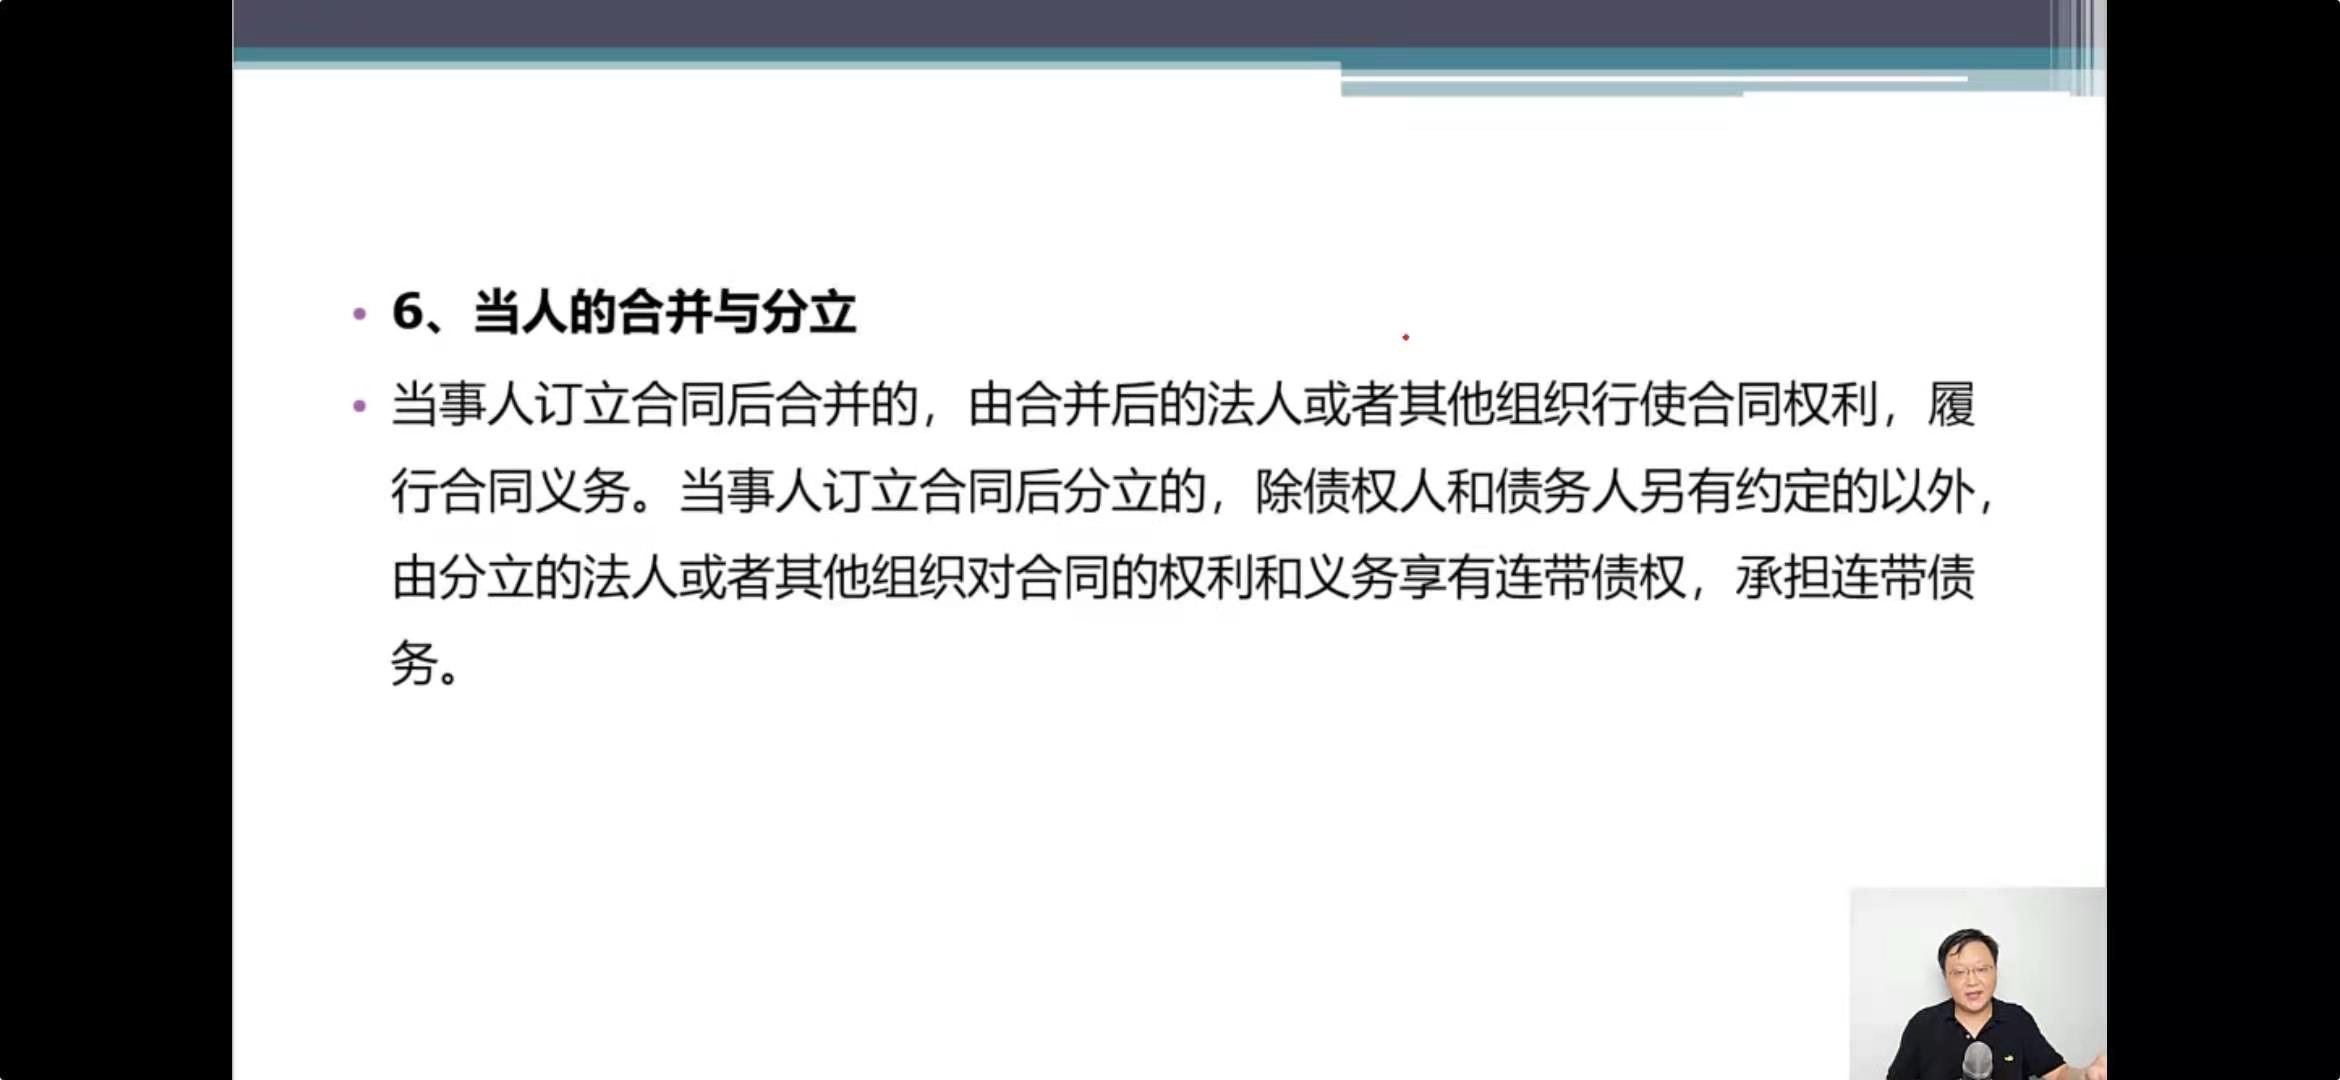 • 6、当人的合并与分立
• 当事人订立合同后合并的，由合并后的法人或者其他组织行使合同权利，履
行合同义务。当事人订立合同后分立的，除债权人和债务人另有约定的以外，
由分立的法人或者其他组织对合同的权利和义务享有连带债权，承担连带债
务。